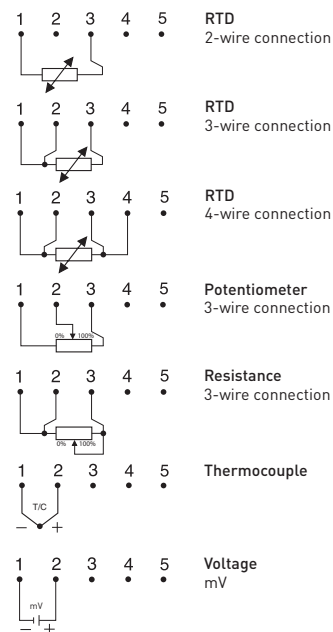 1 2 3 4 5 RTD
2-wire connection
1 2 3 4 5 RTD
3-wire connection
1 2 3 4 5 RTD
4-wire connection
1 2 3 4 5 Potentiometer
3-wire connection
0% 100%
1 2 3 4 5 Resistance
3-wire connection
0% 100%
1 2 3 4 5 Thermocouple
T/C
– +
1 2 3 4 5 Voltage
mV
mV
– +